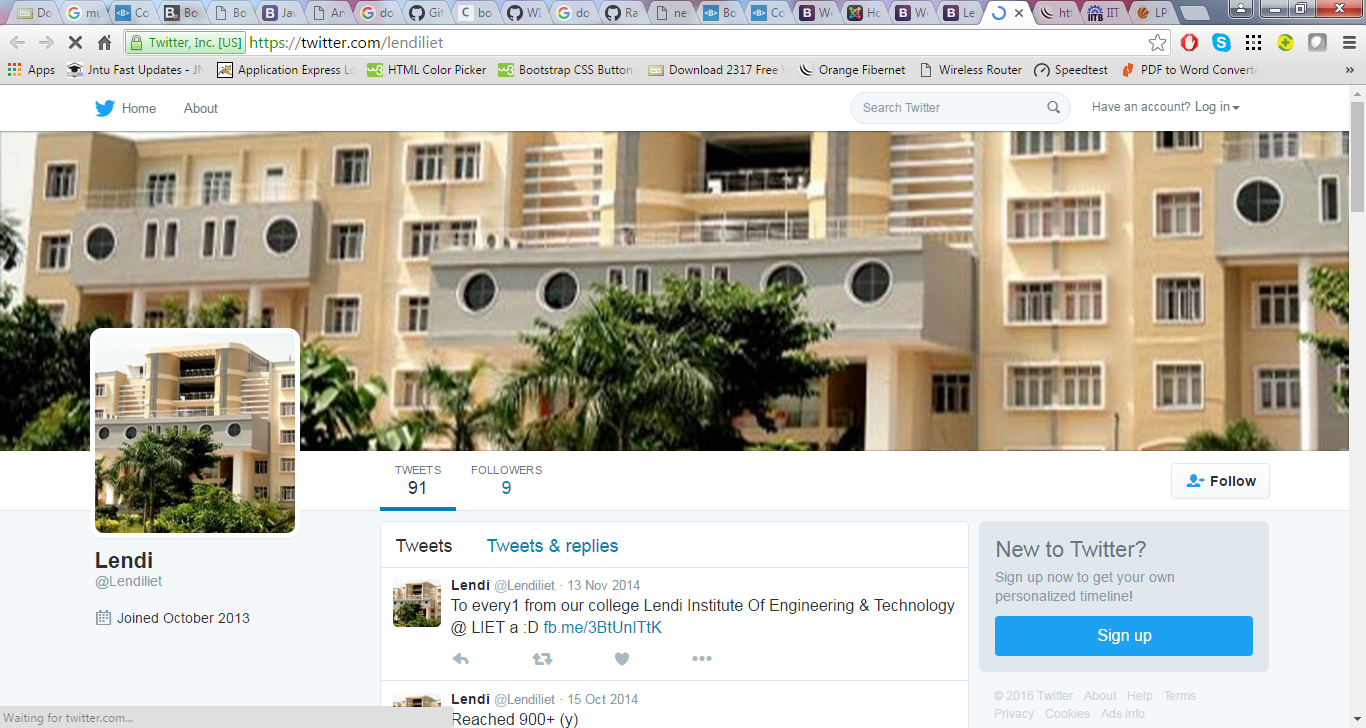 Do
mu
Co
Bo
Bo
Jav
An
do
Git
bo
WI
do
Ra
ne
Bo
Co
We
Ho
We
Le
htt
IIT
LP
Twitter, Inc. [US] https://twitter.com/lendiliet
Apps Jntu Fast Updates - JN Application Express Lo HTML Color Picker Bootstrap CSS Button Download 2317 Free Orange Fibernet Wireless Router Speedtest PDF to Word Convert »
Home About Search Twitter Have an account? Log in
TWEETS FOLLOWERS
91 9 Follow
Lendi
@Lendiliet
Joined October 2013
Tweets Tweets & replies
Lendi @Lendiliet · 13 Nov 2014
To every1 from our college Lendi Institute Of Engineering & Technology
@ LIET a :D fb.me/3BtUnITtK
Lendi @Lendiliet · 15 Oct 2014
Reached 900+ (y)
New to Twitter?
Sign up now to get your own
personalized timeline!
Sign up
© 2016 Twitter About Help Terms
Privacy Cookies Ads info
Waiting for twitter.com...